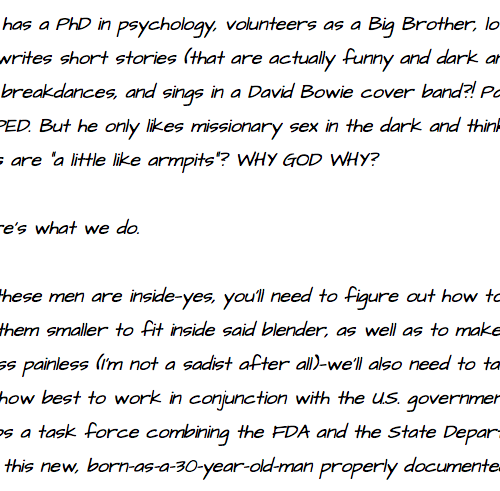 has a PhD in psychology, volunteers as a Big Brother, lo
writes short stories (that are actually funny and dark an
breakdances, and sings in a David Bowie cover band?! Pa
PED. But he only likes missionary sex in the dark and think
s are "a little like armpits"? WHY GOD WHY?
re's what we do.
these men are inside–yes, you'll need to figure out how to
them smaller to fit inside said blender, as well as to make
ss painless (I'm not a sadist after all)–we'll also need to ta
how best to work in conjunction with the U.S. governmen
ps a task force combining the FDA and the State Depart
this new, born-as-a-30-year-old-man properly documented